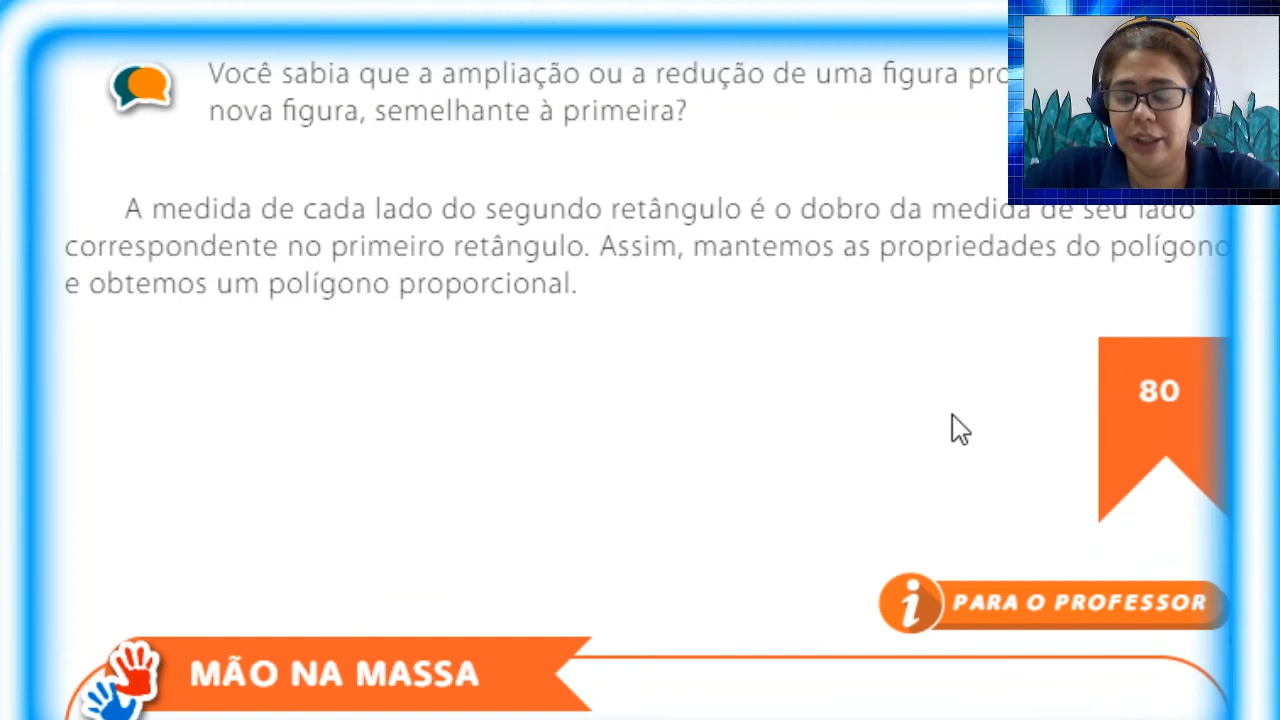 Você sabia que a ampliação ou a redução de uma figura
nova figura, semelhante à primeira?
A medida de cada lado do segundo retângulo é o dobro da medida de seu lado
correspondente no primeiro retângulo. Assim, mantemos as propriedades do polígono
e obtemos um polígono proporcional.
80
PARA O PROFESSOR
MÃO NA MASSA